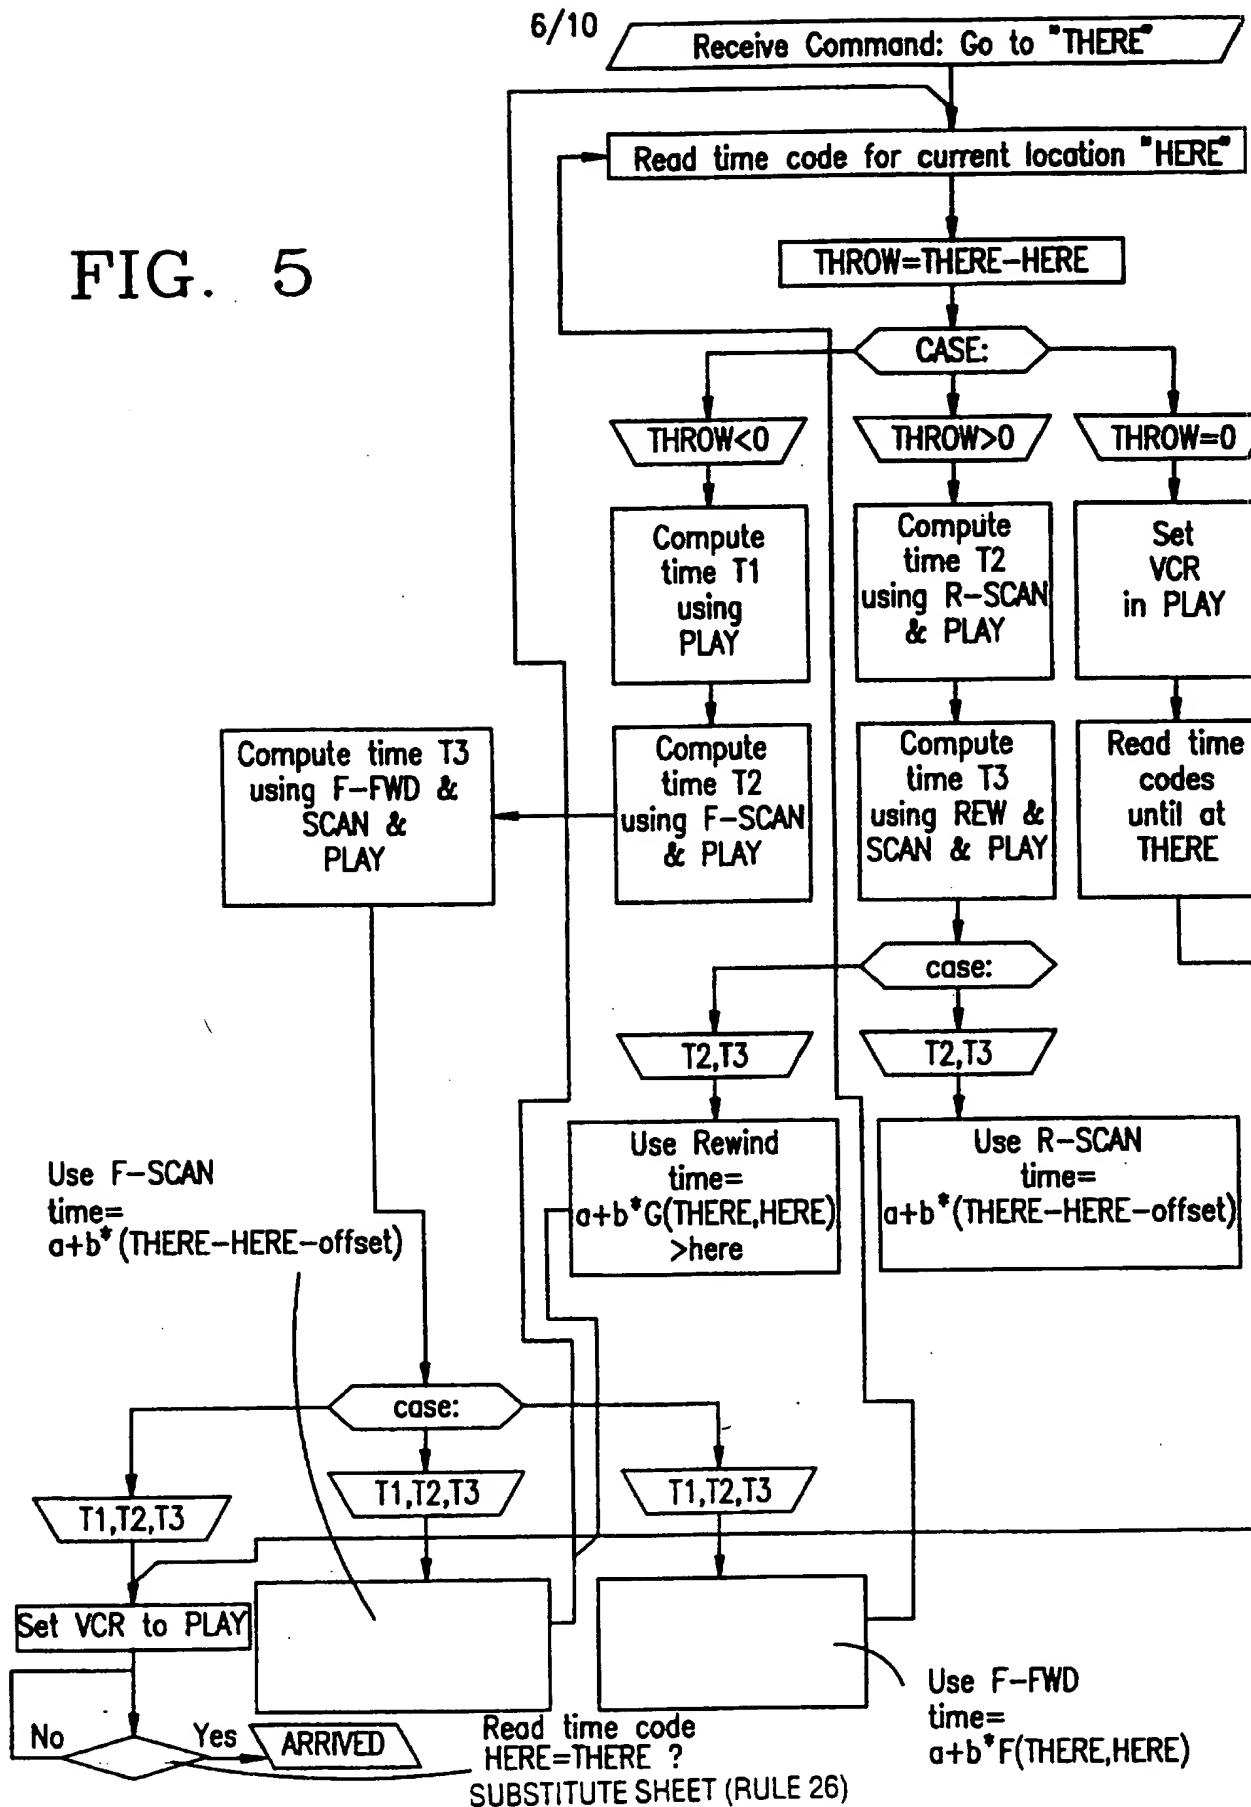 6/10
Receive Command: Go to "THERE"
Read time code for current location "HERE"
FIG. 5
THROW=THERE-HERE
CASE:
THROW<0
THROW>0
THROW=0
Compute
time T1
using
PLAY
Compute
time T2
using R-SCAN
& PLAY
Set
VCR
in PLAY
Compute time T3
using F-FWD &
SCAN &
PLAY
Compute
time T2
using F-SCAN
& PLAY
Compute
time T3
using REW &
SCAN & PLAY
Read time
codes
until at
THERE
case:
T2,T3
T2,T3
Use Rewind
time=
a+b*G(THERE,HERE)
>here
Use R-SCAN
time=
a+b*(THERE-HERE-offset)
Use F-SCAN
time=
a+b*(THERE-HERE-offset)
case:
T1,T2,T3
T1,T2,T3
T1,T2,T3
Set VCR to PLAY
No
Yes
ARRIVED
Read time code
HERE=THERE ?
Use F-FWD
time=
a+b*F(THERE,HERE)
SUBSTITUTE SHEET (RULE 26)